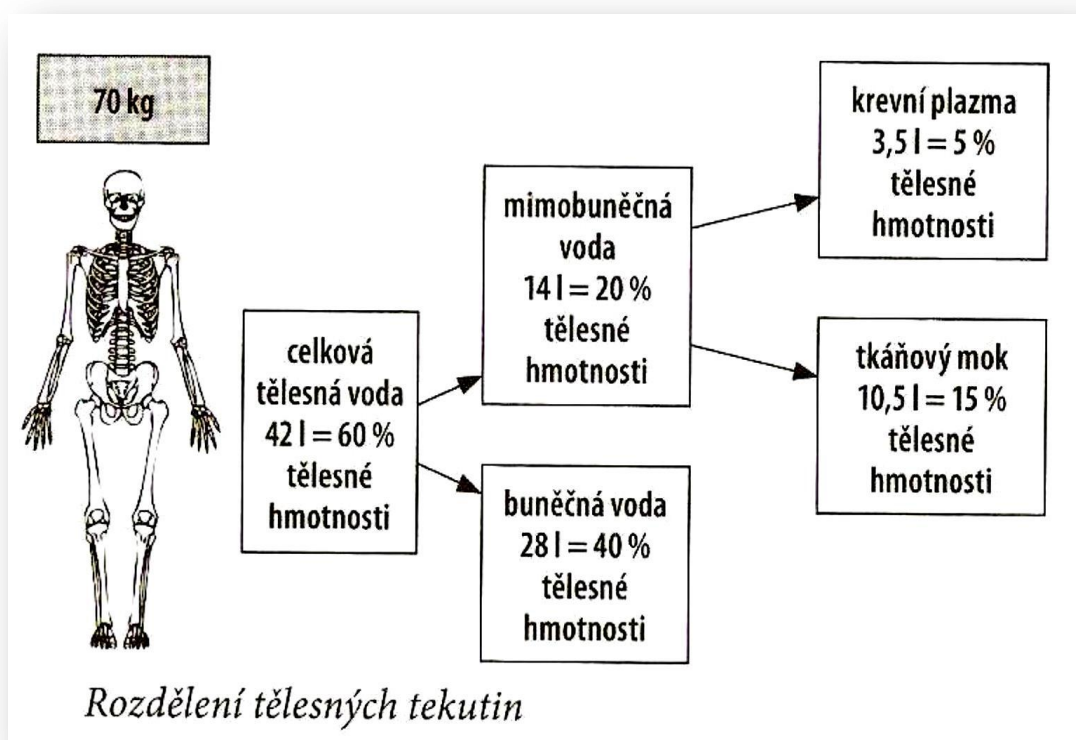 70 kg
celková
tělesná voda
42 l = 60 %
tělesné
hmotnosti
mimobuněčná
voda
14 l = 20 %
tělesné
hmotnosti
buněčná voda
28 l = 40 %
tělesné
hmotnosti
krevní plazma
3,5 l = 5 %
tělesné
hmotnosti
tkáňový mok
10,5 l = 15 %
tělesné
hmotnosti
Rozdělení tělesných tekutin